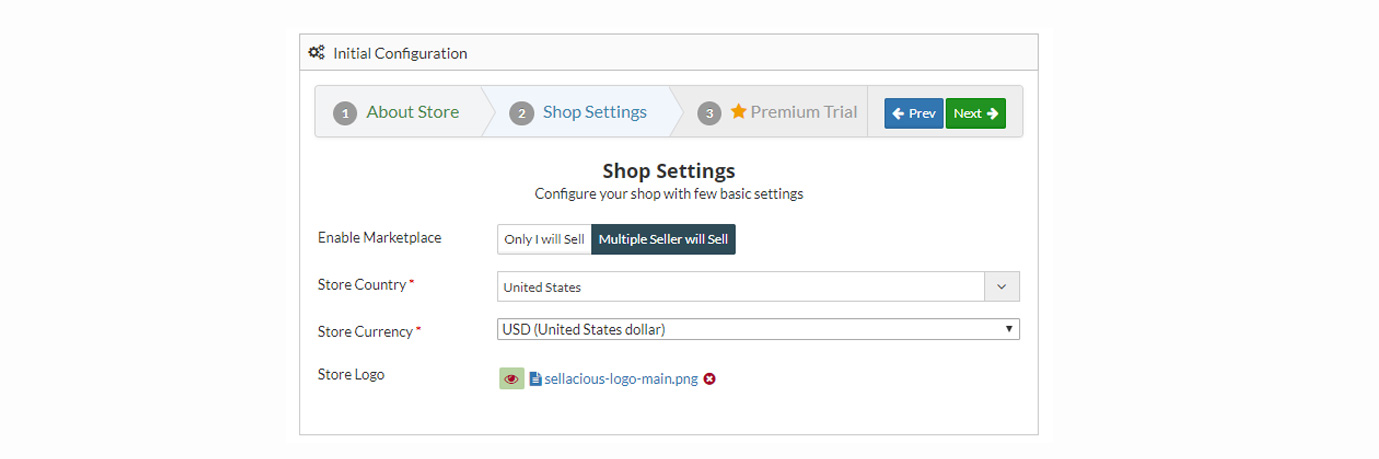 Initial Configuration
1 About Store 2 Shop Settings 3 Premium Trial Prev Next
Shop Settings
Configure your shop with few basic settings
Enable Marketplace Only I will Sell Multiple Seller will Sell
Store Country * United States
Store Currency * USD (United States dollar)
Store Logo sellacious-logo-main.png